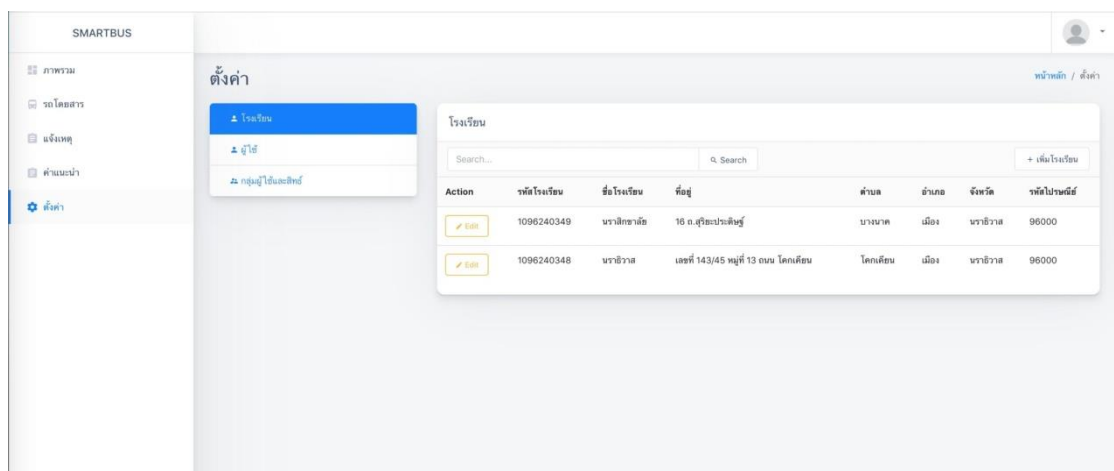 SMARTBUS
ภาพรวม
รถโดยสาร
แจ้งเหตุ
คำแนะนำ
ตั้งค่า
ตั้งค่า
หน้าหลัก / ตั้งค่า
โรงเรียน
ผู้ใช้
กลุ่มผู้ใช้และสิทธ์
โรงเรียน
Search... Search + เพิ่มโรงเรียน
Action รหัสโรงเรียน ชื่อโรงเรียน ที่อยู่ ตำบล อำเภอ จังหวัด รหัสไปรษณีย์
Edit 1096240349 นราสิกขาลัย 16 ถ.สุริยะประดิษฐ์ บางนาค เมือง นราธิวาส 96000
Edit 1096240348 นราธิวาส เลขที่ 143/45 หมู่ที่ 13 ถนน โคกเคียน โคกเคียน เมือง นราธิวาส 96000